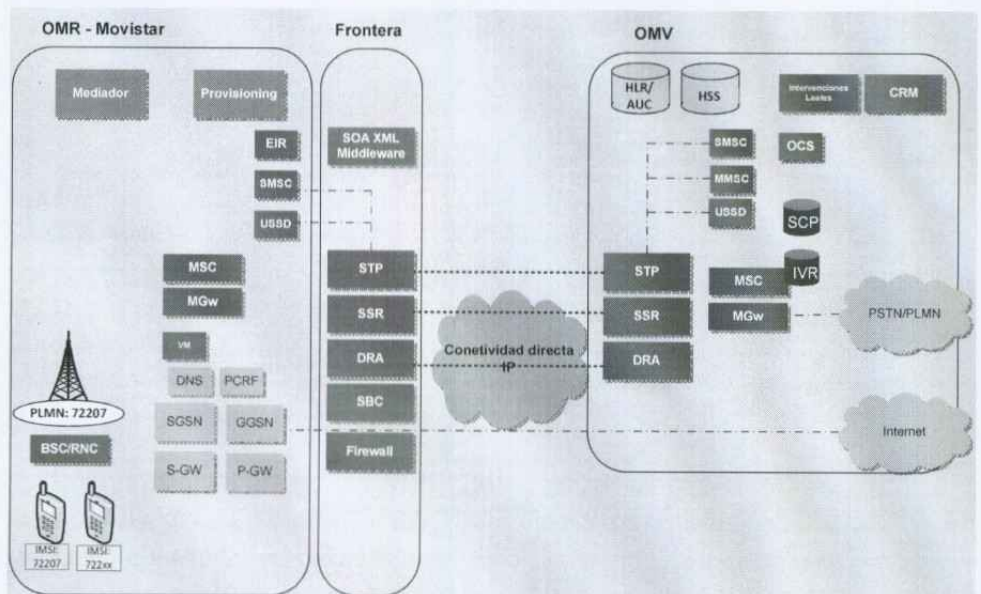 OMR - Movistar
Mediador
Provisioning
EIR
SMSC
USSD
MSC
MGw
VM
DNS
PCRF
SGSN
GGSN
S-GW
P-GW
PLMN: 72207
BSC/RNC
IMSI:
72207
IMSI:
722xx
Frontera
SOA XML
Middleware
STP
SSR
DRA
SBC
Firewall
Conetividad directa
IP
OMV
HLR/
AUC
HSS
Intervenciones
CRM
SMSC
OCS
MMSC
USSD
SCP
IVR
STP
MSC
SSR
MGw
DRA
PSTN/PLMN
Internet